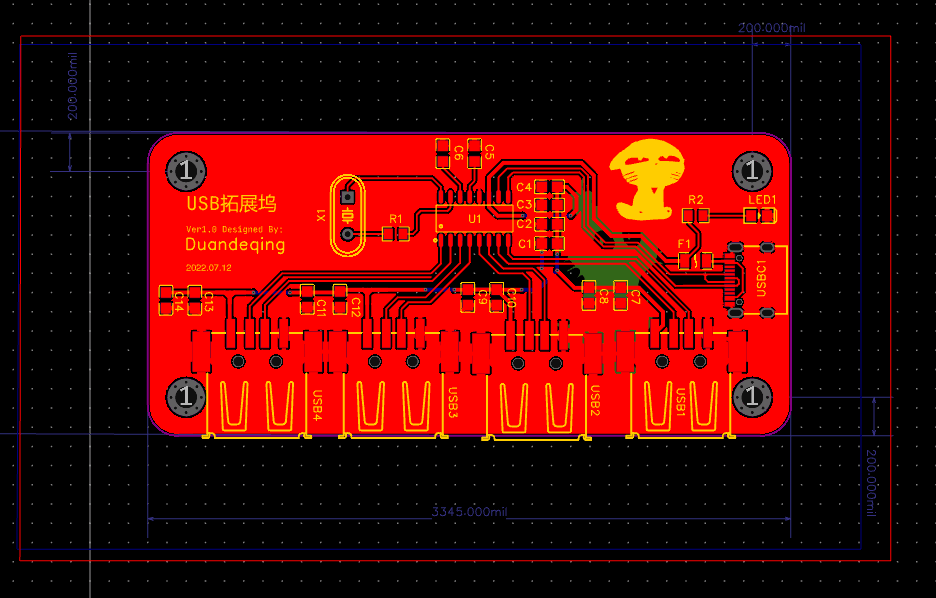 200.000mil
200.000mil
C6
C5
1
1
USB拓展坞
C4
R2
LED1
C3
X1
R1
U1
C2
Ver1.0 Designed By:
Duandeqing
C1
F1
USBC1
2022.07.12
C14
C13
C11
C12
C9
C10
C8
C7
1
USB4
USB3
USB2
USB1
1
200.000mil
3345.000mil